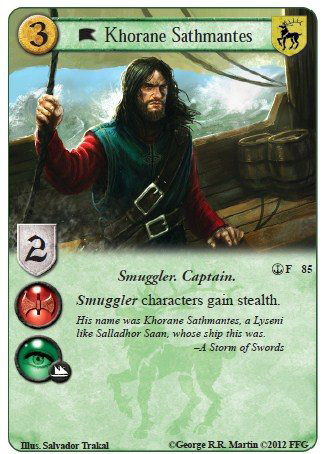 3
Khorane Sathmantes
2
Smuggler. Captain.
F 85
Smuggler characters gain stealth.
His name was Khorane Sathmantes, a Lyseni
like Salladhor Saan, whose ship this was.
–A Storm of Swords
Illus. Salvador Trakal
©George R.R. Martin ©2012 FFG